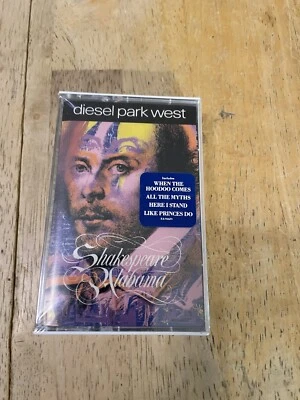 diesel park west
Includes
WHEN THE
HOODOO COMES
ALL THE MYTHS
HERE I STAND
LIKE PRINCES DO
Shakespeare
Alabama